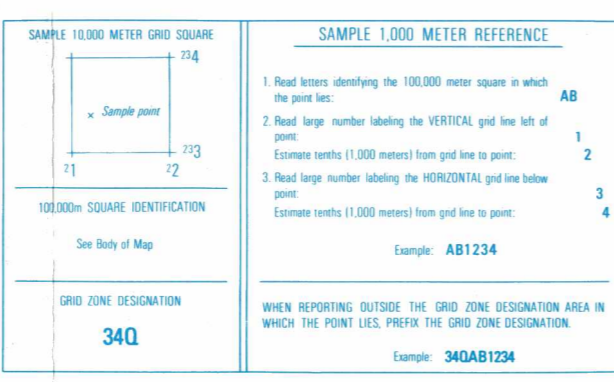 SAMPLE 10,000 METER GRID SQUARE
²³4
× Sample point
²³3
²1 ²2
100,000m SQUARE IDENTIFICATION
See Body of Map
GRID ZONE DESIGNATION
34Q
SAMPLE 1,000 METER REFERENCE
1. Read letters identifying the 100,000 meter square in which
the point lies: AB
2. Read large number labeling the VERTICAL grid line left of
point: 1
Estimate tenths (1,000 meters) from grid line to point: 2
3. Read large number labeling the HORIZONTAL grid line below
point: 3
Estimate tenths (1,000 meters) from grid line to point: 4
Example: AB1234
WHEN REPORTING OUTSIDE THE GRID ZONE DESIGNATION AREA IN
WHICH THE POINT LIES, PREFIX THE GRID ZONE DESIGNATION.
Example: 34QAB1234